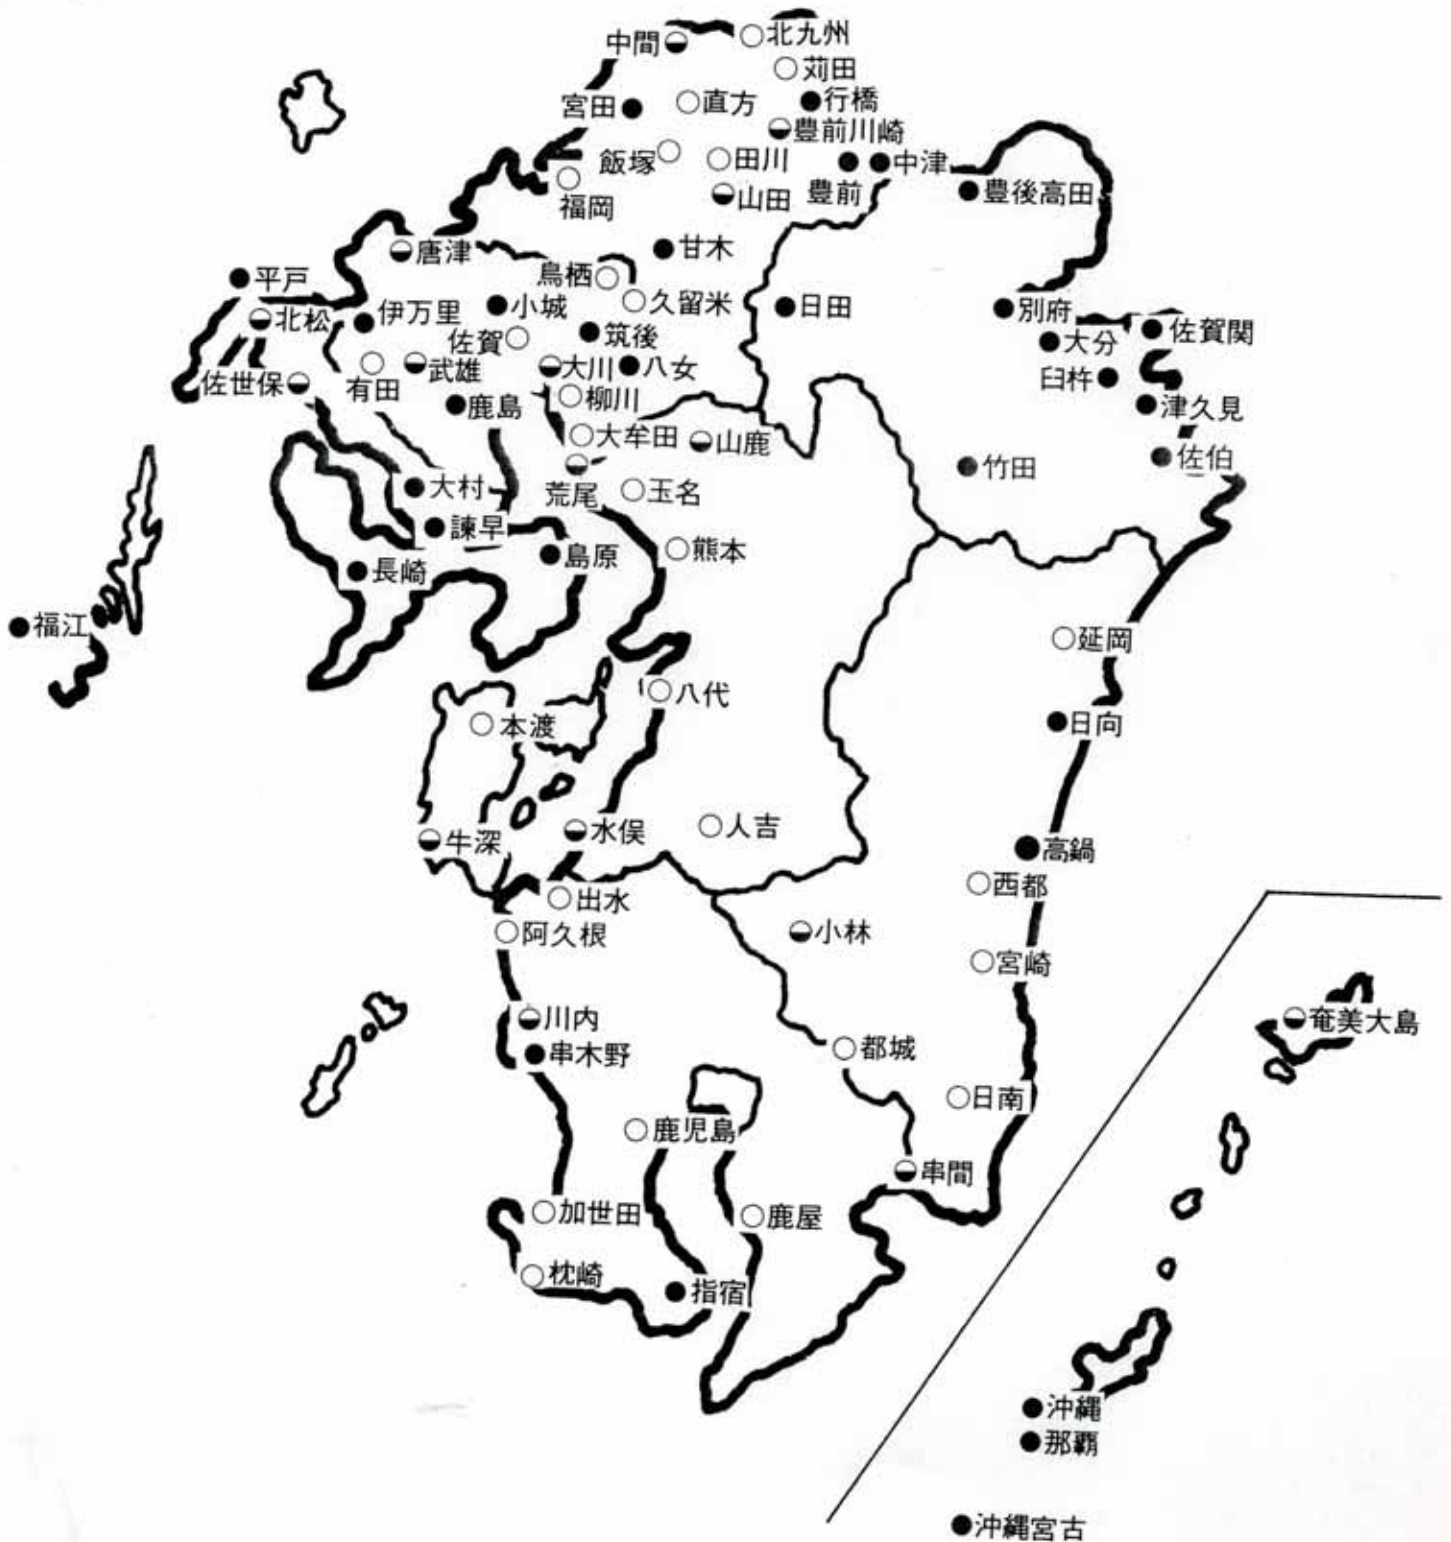 中間
北九州
苅田
宮田
直方
行橋
豊前川崎
飯塚
田川
豊前
中津
福岡
山田
豊後高田
唐津
甘木
平戸
鳥栖
北松
伊万里
小城
久留米
日田
別府
佐賀
筑後
大分
佐賀関
佐世保
有田
武雄
大川
八女
臼杵
鹿島
柳川
津久見
大牟田
山鹿
竹田
佐伯
大村
荒尾
玉名
諫早
長崎
島原
熊本
福江
延岡
八代
本渡
日向
牛深
水俣
人吉
高鍋
出水
西都
阿久根
小林
宮崎
川内
奄美大島
串木野
都城
日南
鹿児島
串間
加世田
鹿屋
枕崎
指宿
沖縄
那覇
沖縄宮古